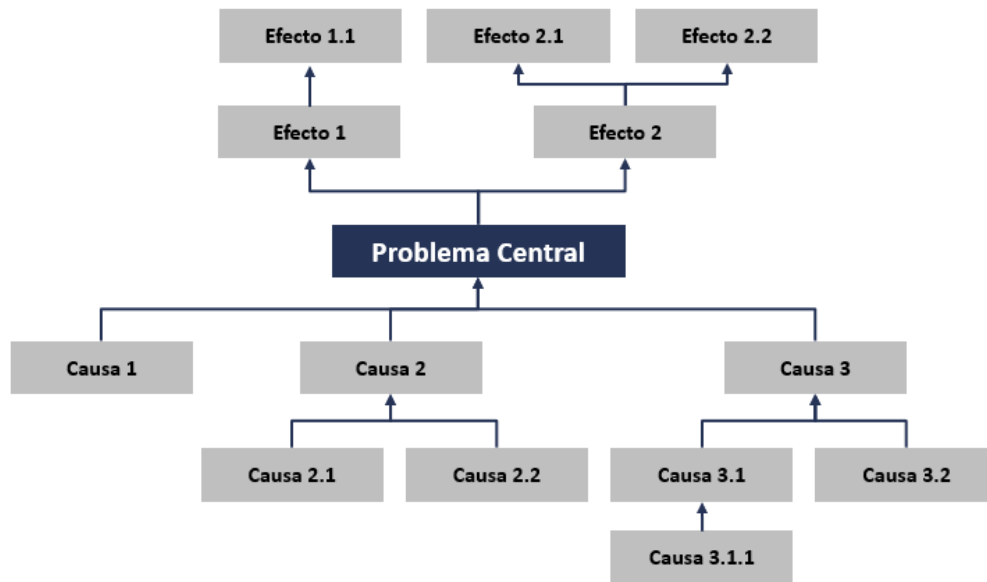 Efecto 1.1
Efecto 2.1
Efecto 2.2
Efecto 1
Efecto 2
Problema Central
Causa 1
Causa 2
Causa 3
Causa 2.1
Causa 2.2
Causa 3.1
Causa 3.2
Causa 3.1.1